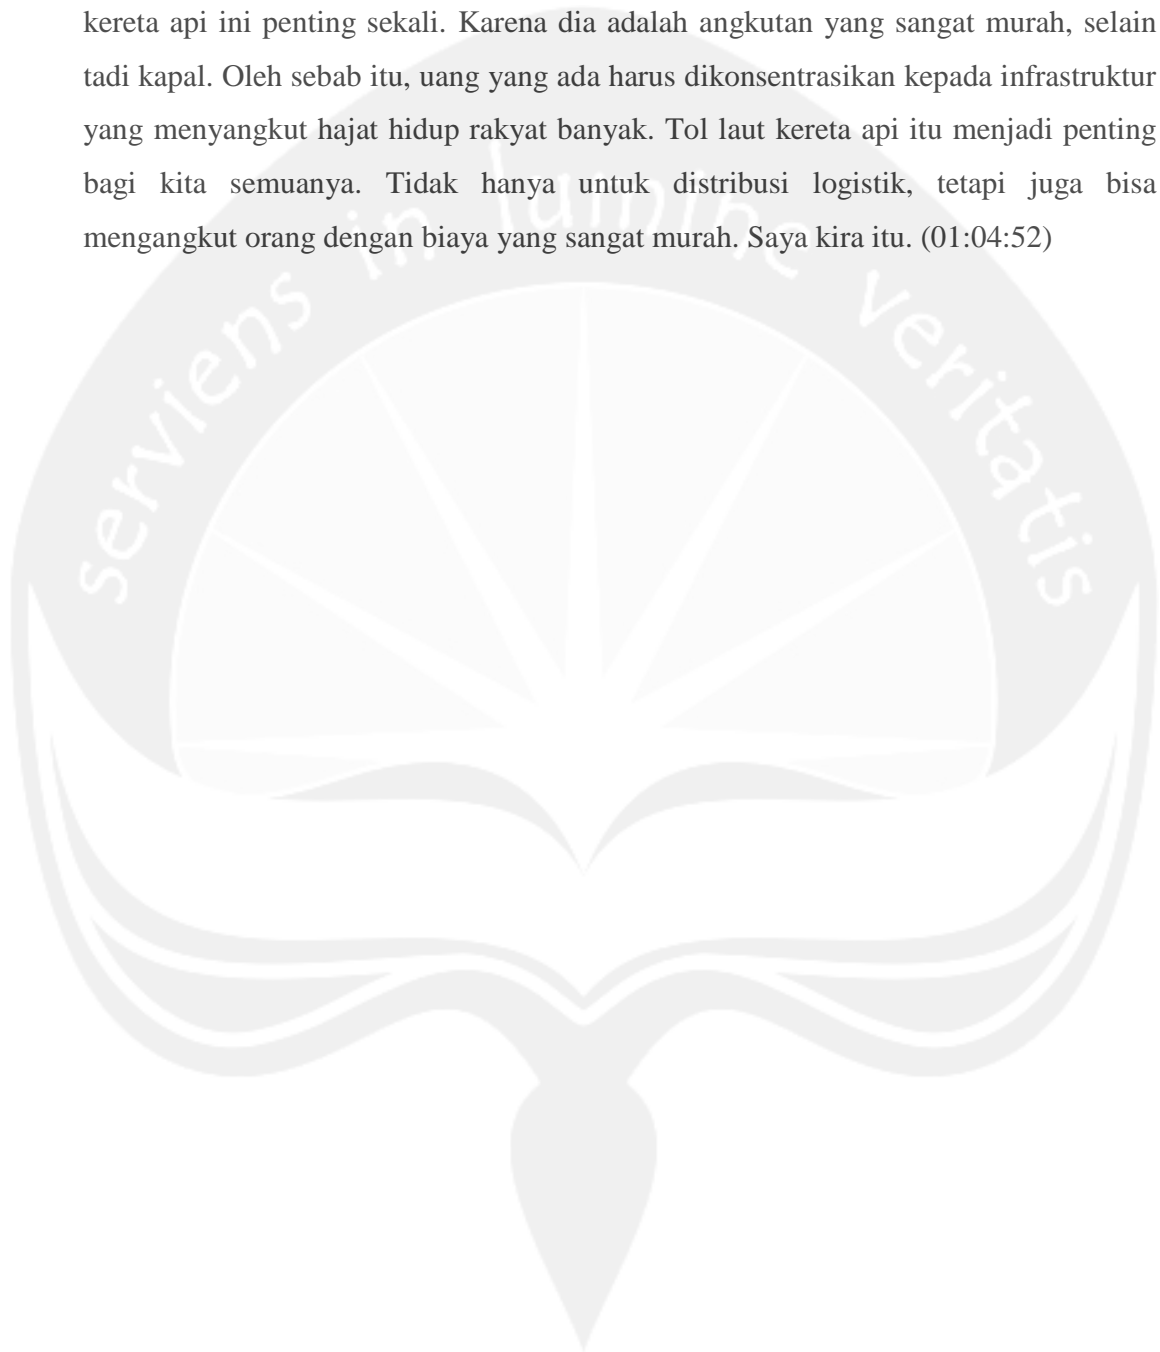 kereta api ini penting sekali. Karena dia adalah angkutan yang sangat murah, selain
tadi kapal. Oleh sebab itu, uang yang ada harus dikonsentrasikan kepada infrastruktur
yang menyangkut hajat hidup rakyat banyak. Tol laut kereta api itu menjadi penting
bagi kita semuanya. Tidak hanya untuk distribusi logistik, tetapi juga bisa
mengangkut orang dengan biaya yang sangat murah. Saya kira itu. (01:04:52)
serviens in lumine veritatis